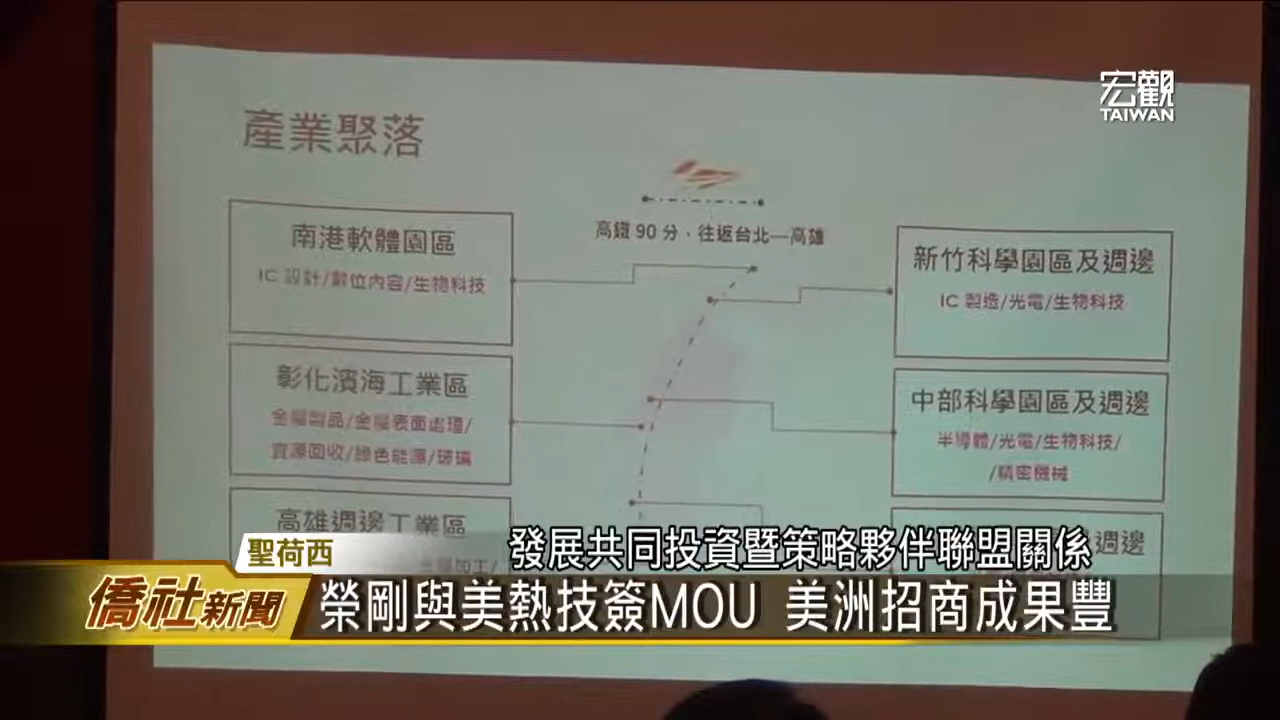 宏觀
TAIWAN
產業聚落
高鐵 90 分，往返台北—高雄
南港軟體園區
IC 設計/數位內容/生物科技
新竹科學園區及週邊
IC 製造/光電/生物科技
彰化濱海工業區
金屬製品/金屬表面處理/
資源回收/綠色能源/玻璃
中部科學園區及週邊
半導體/光電/生物科技/
/精密機械
高雄週邊工業區
加工/
週邊
聖荷西
發展共同投資暨策略夥伴聯盟關係
僑社新聞
榮剛與美熱技簽MOU 美洲招商成果豐